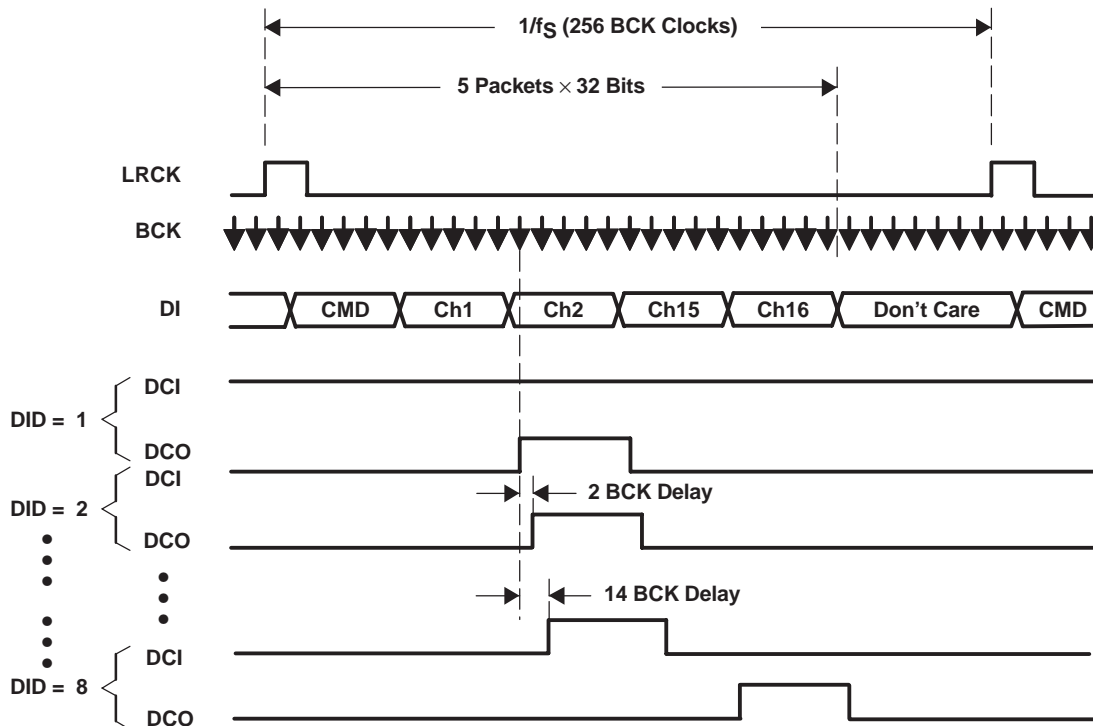 1/fS (256 BCK Clocks)
5 Packets × 32 Bits
LRCK
BCK
DI
CMD
Ch1
Ch2
Ch15
Ch16
Don't Care
CMD
DCI
DID = 1
DCO
DCI
DID = 2
2 BCK Delay
DCO
14 BCK Delay
DCI
DID = 8
DCO